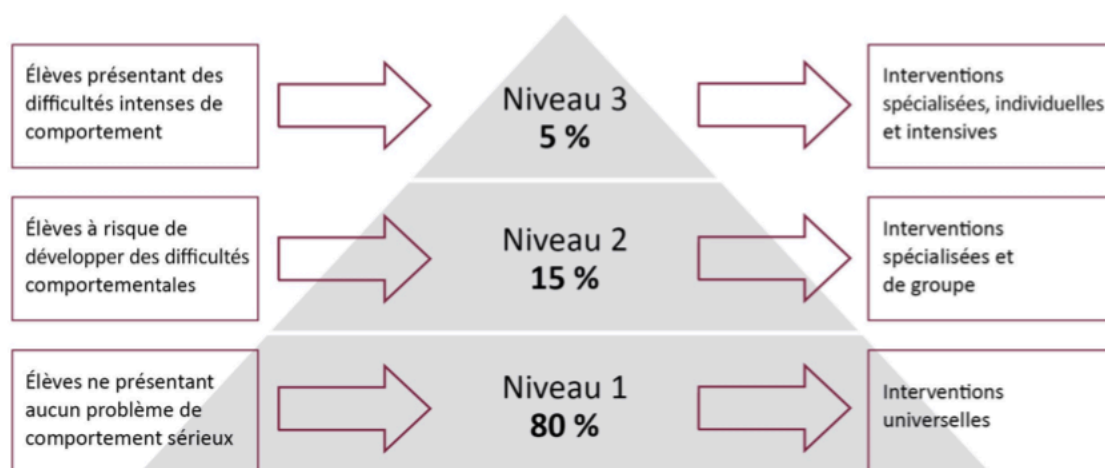 Élèves présentant des
difficultés intenses de
comportement
Niveau 3
5 %
Interventions
spécialisées, individuelles
et intensives
Élèves à risque de
développer des difficultés
comportementales
Niveau 2
15 %
Interventions
spécialisées et
de groupe
Élèves ne présentant
aucun problème de
comportement sérieux
Niveau 1
80 %
Interventions
universelles